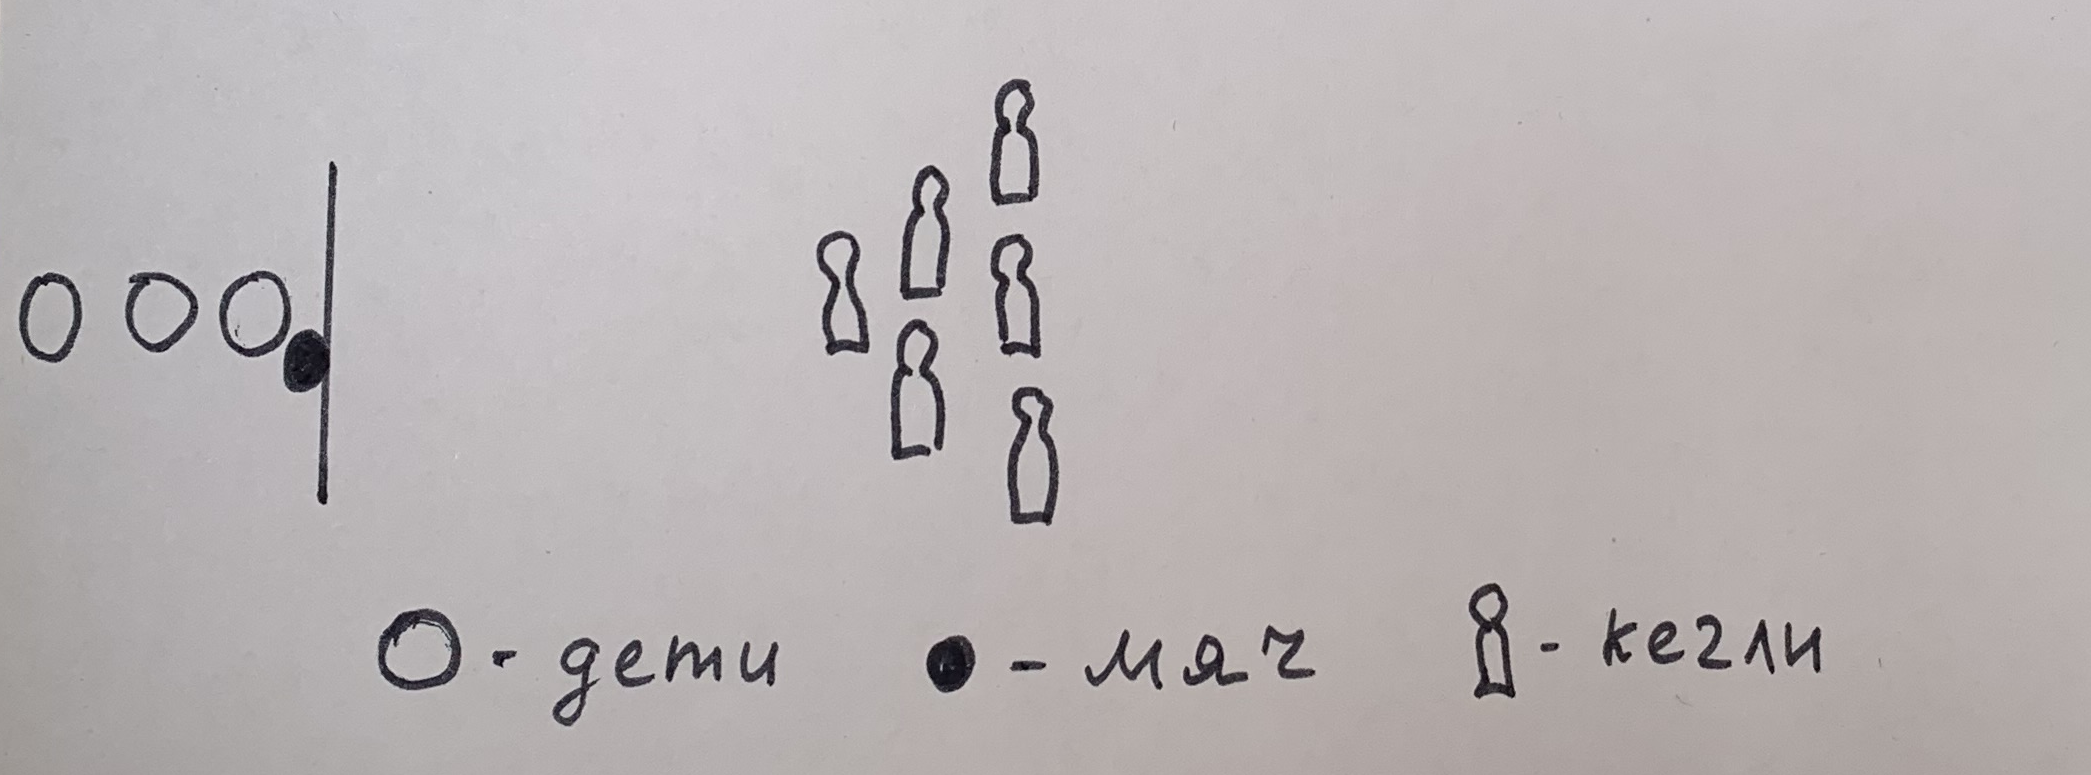 - дети - мяч - кегли